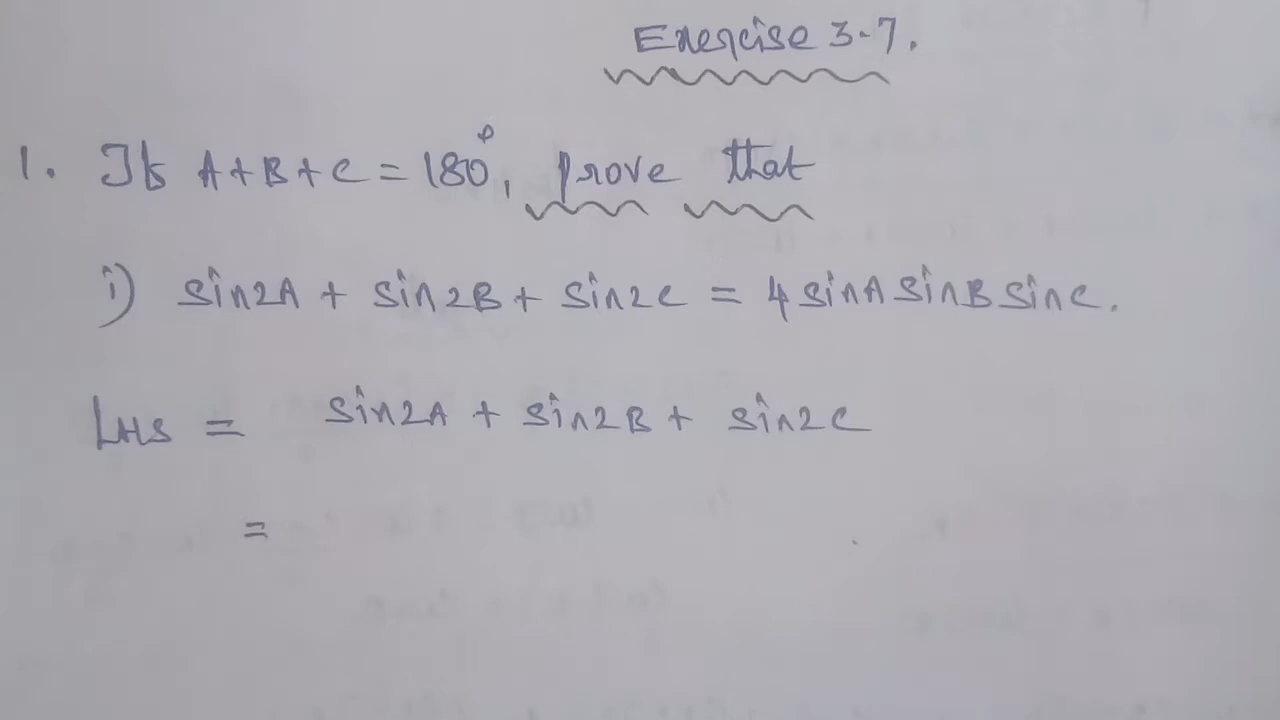 Exercise 3.7.
1. If A+B+C = 180°, prove that
i) sin2A + sin2B + sin2C = 4 sinA sinB sinC.
LHS = sin2A + sin2B + sin2C
=